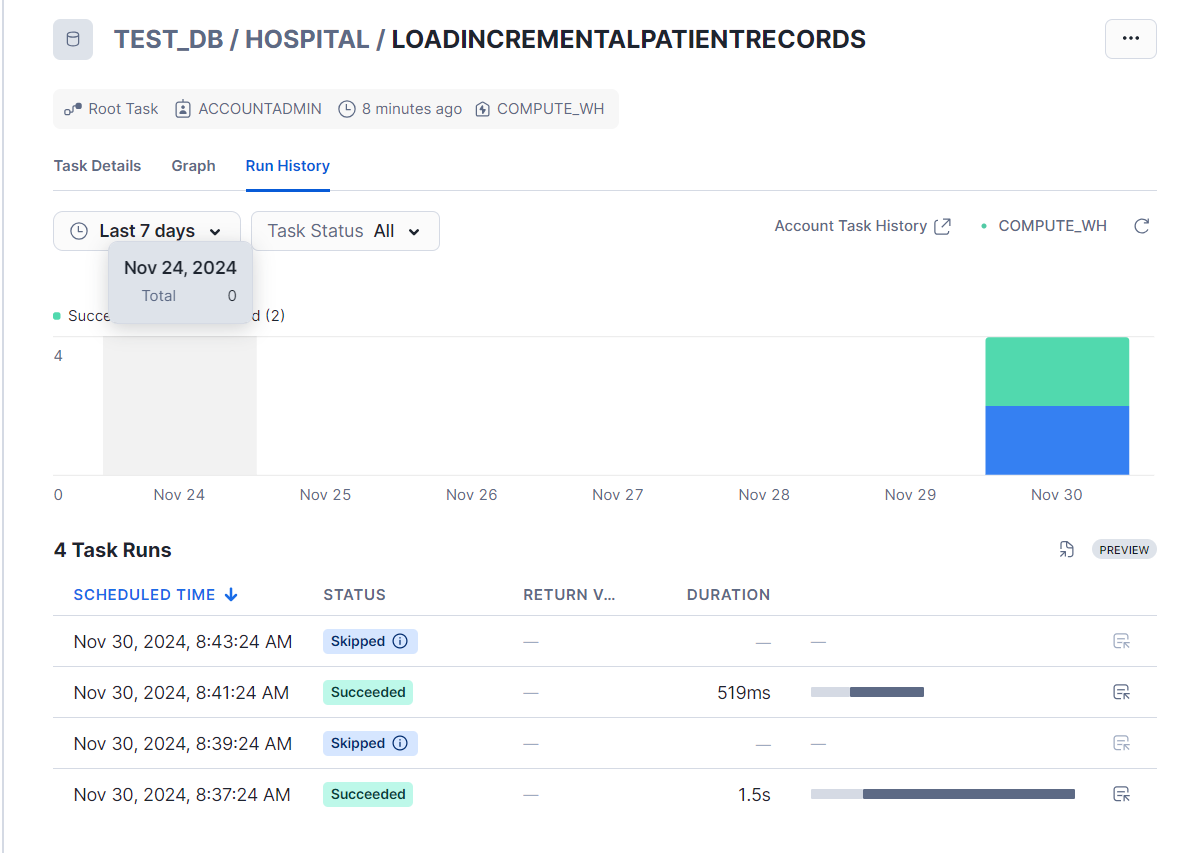 TEST_DB / HOSPITAL / LOADINCREMENTALPATIENTRECORDS
Root Task ACCOUNTADMIN 8 minutes ago COMPUTE_WH
Task Details Graph Run History
Last 7 days Task Status All Account Task History COMPUTE_WH
Nov 24, 2024
Total 0
(2)
4
0 Nov 24 Nov 25 Nov 26 Nov 27 Nov 28 Nov 29 Nov 30
4 Task Runs PREVIEW
SCHEDULED TIME STATUS RETURN V... DURATION
Nov 30, 2024, 8:43:24 AM Skipped — — —
Nov 30, 2024, 8:41:24 AM Succeeded — 519ms
Nov 30, 2024, 8:39:24 AM Skipped — — —
Nov 30, 2024, 8:37:24 AM Succeeded — 1.5s